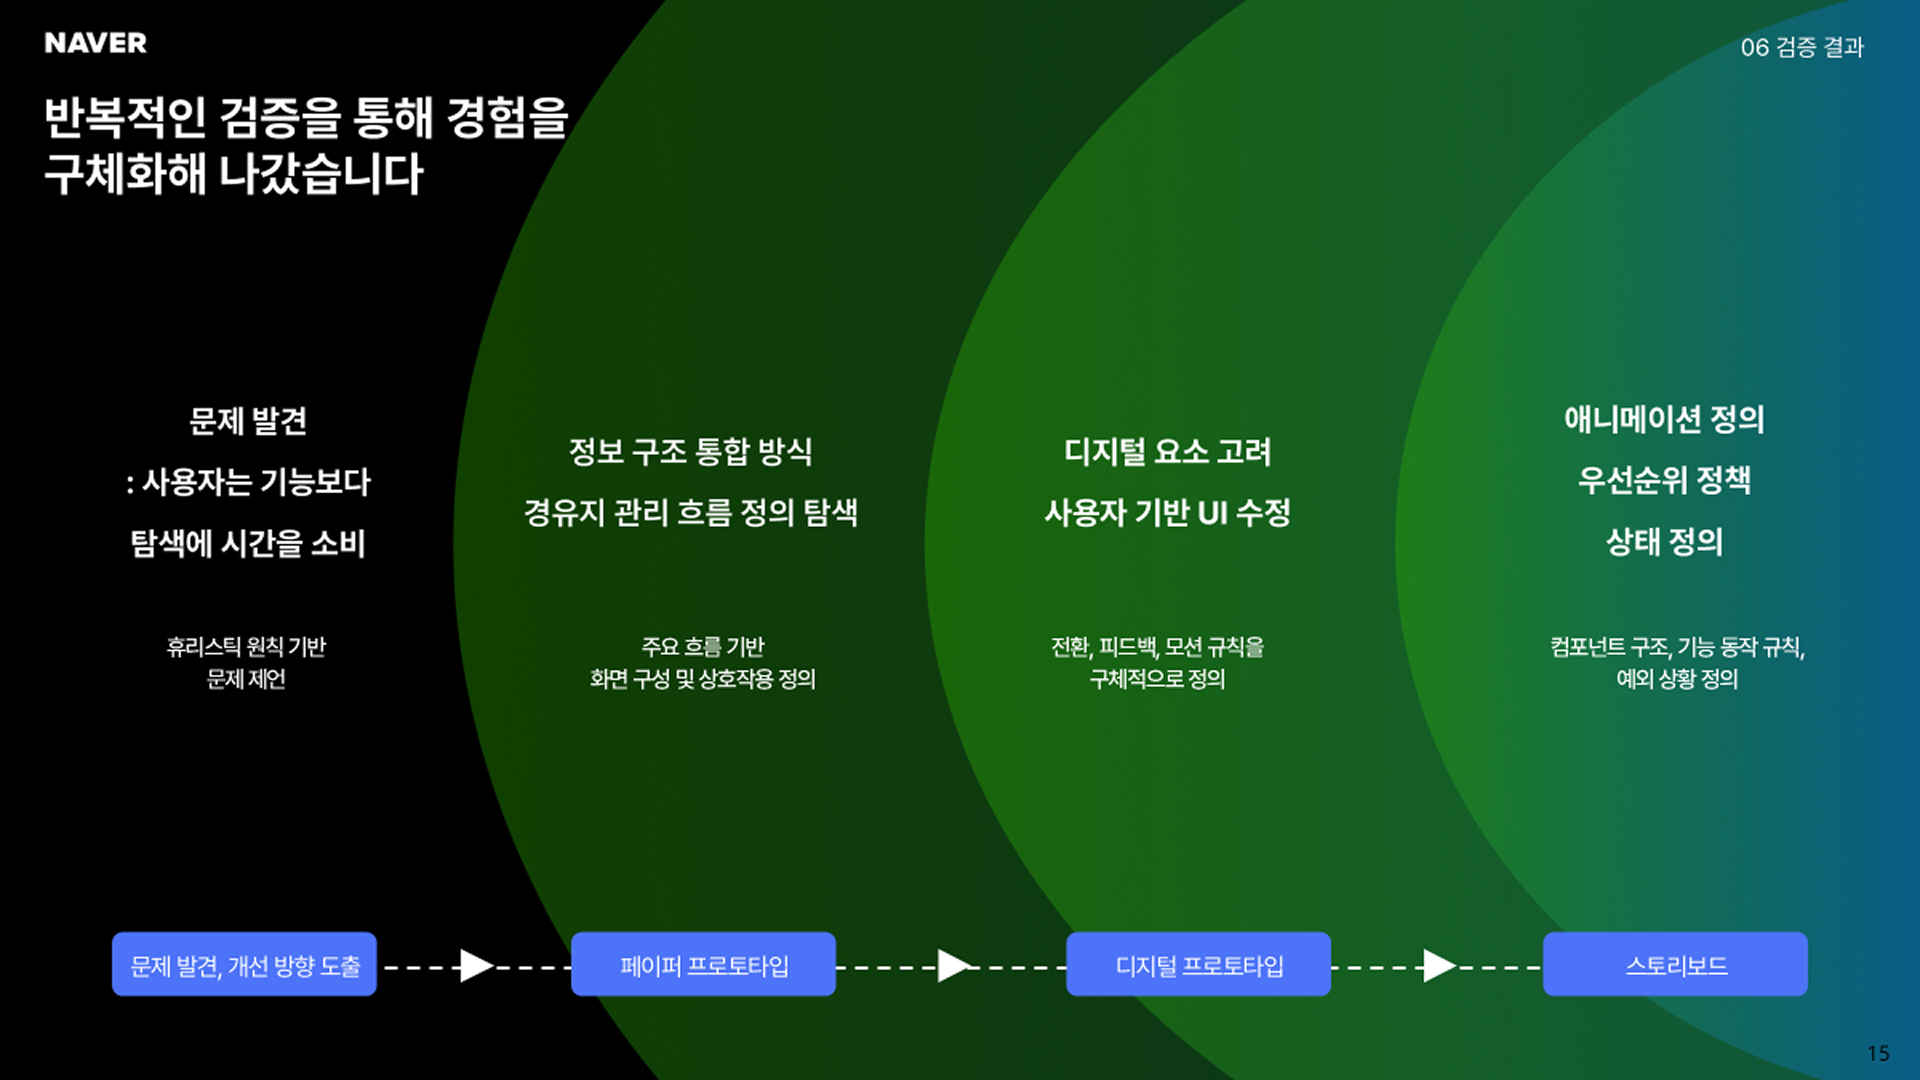 NAVER
06 검증 결과
반복적인 검증을 통해 경험을
구체화해 나갔습니다
문제 발견
: 사용자는 기능보다
탐색에 시간을 소비
휴리스틱 원칙 기반
문제 제언
정보 구조 통합 방식
경유지 관리 흐름 정의 탐색
주요 흐름 기반
화면 구성 및 상호작용 정의
디지털 요소 고려
사용자 기반 UI 수정
전환, 피드백, 모션 규칙을
구체적으로 정의
애니메이션 정의
우선순위 정책
상태 정의
컴포넌트 구조, 기능 동작 규칙,
예외 상황 정의
문제 발견, 개선 방향 도출
페이퍼 프로토타입
디지털 프로토타입
스토리보드
15